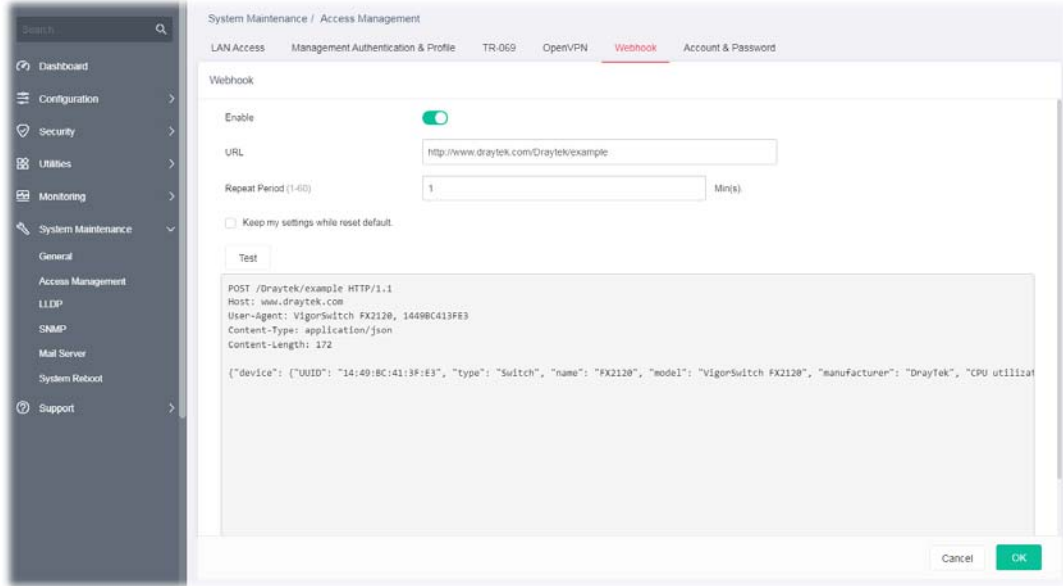 Search...
Dashboard
Configuration
Security
Utilities
Monitoring
System Maintenance
General
Access Management
LLDP
SNMP
Mail Server
System Reboot
Support
System Maintenance / Access Management
LAN Access Management Authentication & Profile TR-069 OpenVPN Webhook Account & Password
Webhook
Enable
URL http://www.draytek.com/Draytek/example
Repeat Period (1-60) 1 Min(s).
Keep my settings while reset default.
Test
POST /Draytek/example HTTP/1.1
Host: www.draytek.com
User-Agent: VigorSwitch FX2120, 1449BC413FE3
Content-Type: application/json
Content-Length: 172
{"device": {"UUID": "14:49:BC:41:3F:E3", "type": "Switch", "name": "FX2120", "model": "VigorSwitch FX2120", "manufacturer": "DrayTek", "CPU utilizat
Cancel OK